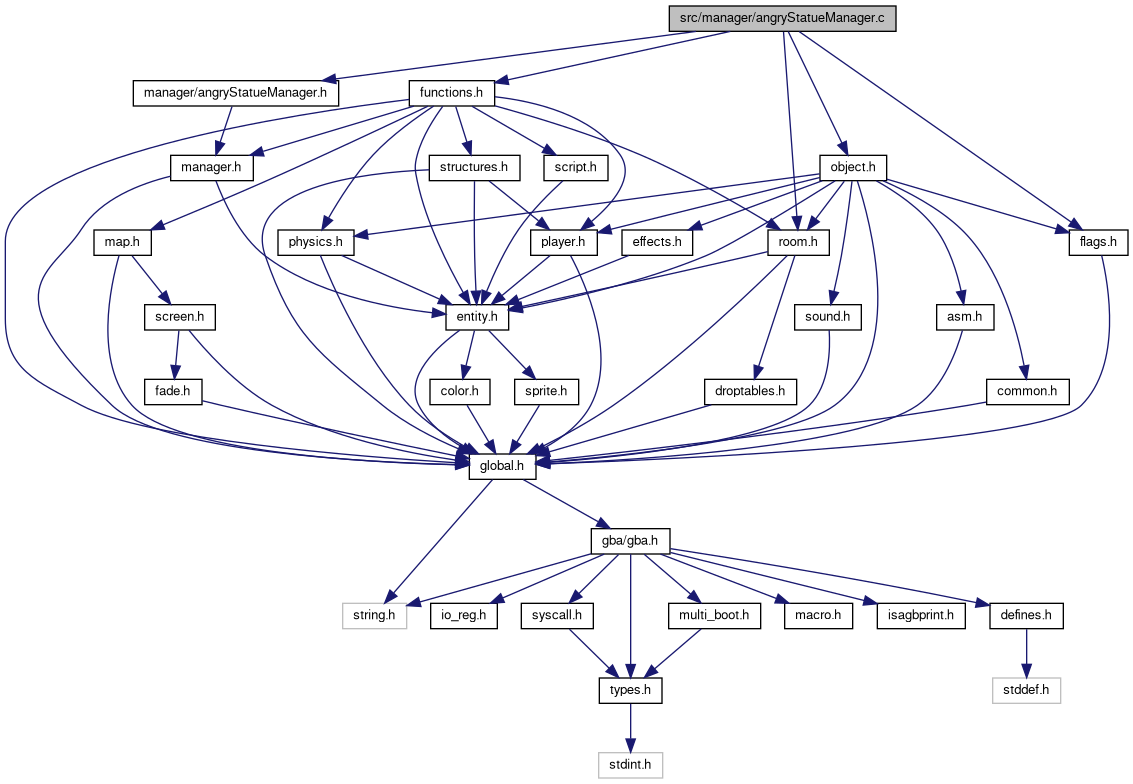 src/manager/angryStatueManager.c
manager/angryStatueManager.h
functions.h
manager.h
structures.h
script.h
object.h
map.h
physics.h
player.h
effects.h
room.h
flags.h
screen.h
entity.h
sound.h
asm.h
fade.h
color.h
sprite.h
droptables.h
common.h
global.h
gba/gba.h
string.h
io_reg.h
syscall.h
multi_boot.h
macro.h
isagbprint.h
defines.h
types.h
stddef.h
stdint.h